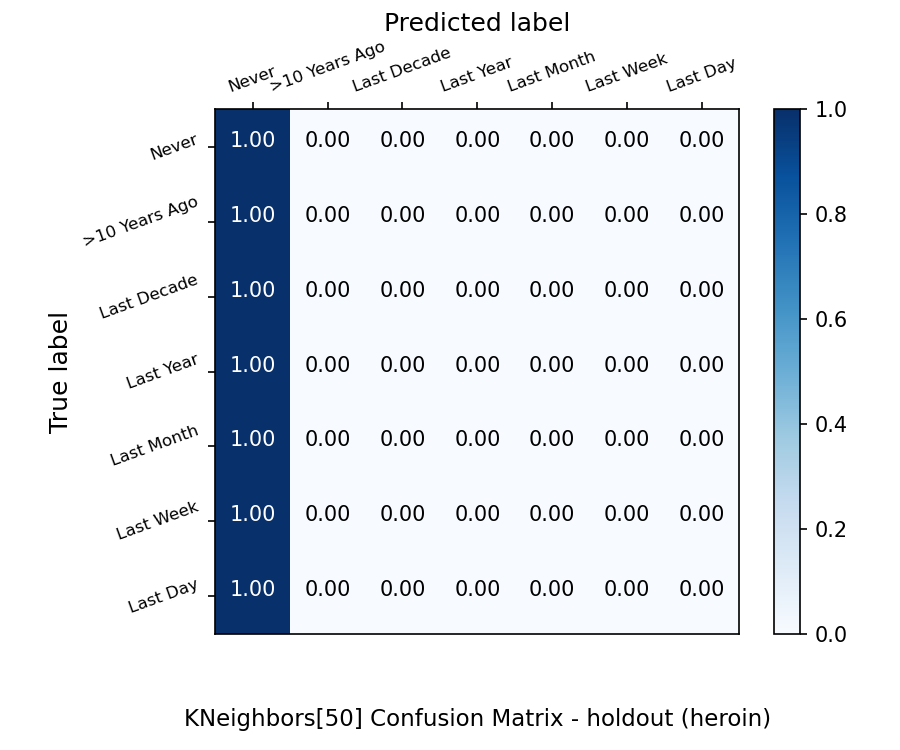 Predicted label
Never >10 Years Ago Last Decade Last Year Last Month Last Week Last Day
True label
Never 1.00 0.00 0.00 0.00 0.00 0.00 0.00
>10 Years Ago 1.00 0.00 0.00 0.00 0.00 0.00 0.00
Last Decade 1.00 0.00 0.00 0.00 0.00 0.00 0.00
Last Year 1.00 0.00 0.00 0.00 0.00 0.00 0.00
Last Month 1.00 0.00 0.00 0.00 0.00 0.00 0.00
Last Week 1.00 0.00 0.00 0.00 0.00 0.00 0.00
Last Day 1.00 0.00 0.00 0.00 0.00 0.00 0.00
1.0
0.8
0.6
0.4
0.2
0.0
KNeighbors[50] Confusion Matrix - holdout (heroin)